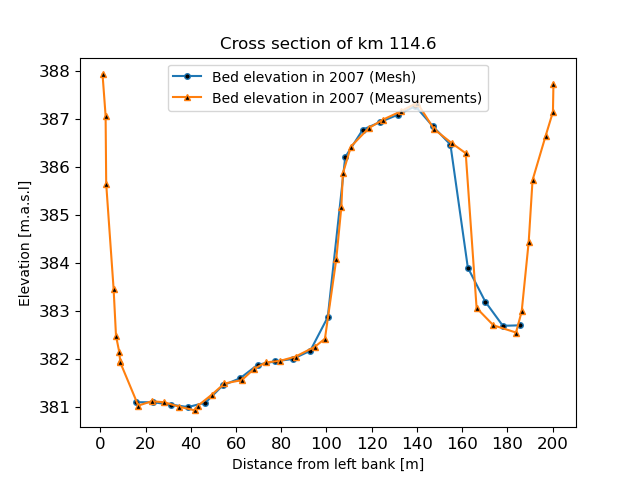 Cross section of km 114.6
Bed elevation in 2007 (Mesh)
Bed elevation in 2007 (Measurements)
Elevation [m.a.s.l]
388
387
386
385
384
383
382
381
0 20 40 60 80 100 120 140 160 180 200
Distance from left bank [m]